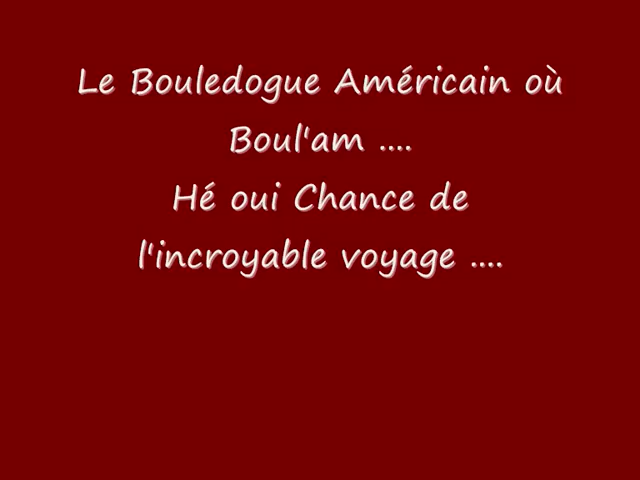 Le Bouledogue Américain où
Boul'am ....
Hé oui Chance de
l'incroyable voyage ....